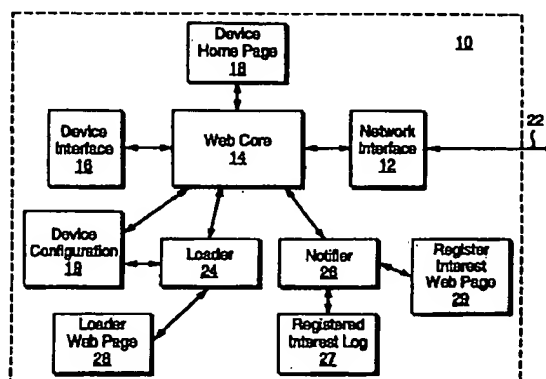 Device
Home Page
18
10
Device
Interface
16
Web Core
14
Network
Interface
12
22
Device
Configuration
19
Loader
24
Notifier
26
Register
Interest
Web Page
29
Loader
Web Page
28
Registered
Interest Log
27